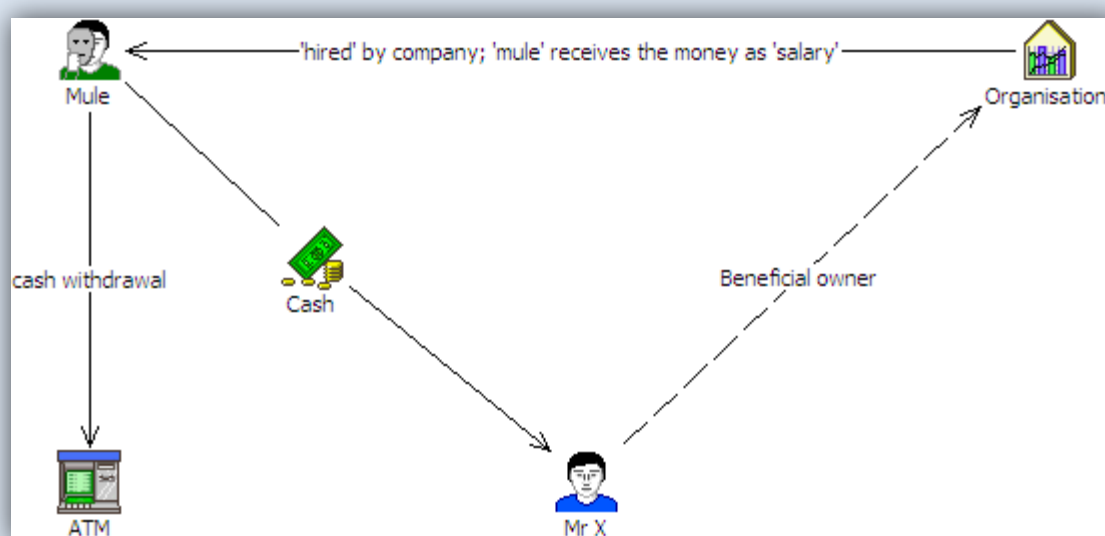 'hired' by company; 'mule' receives the money as 'salary'
Mule
Organisation
cash withdrawal
Cash
Beneficial owner
ATM
Mr X